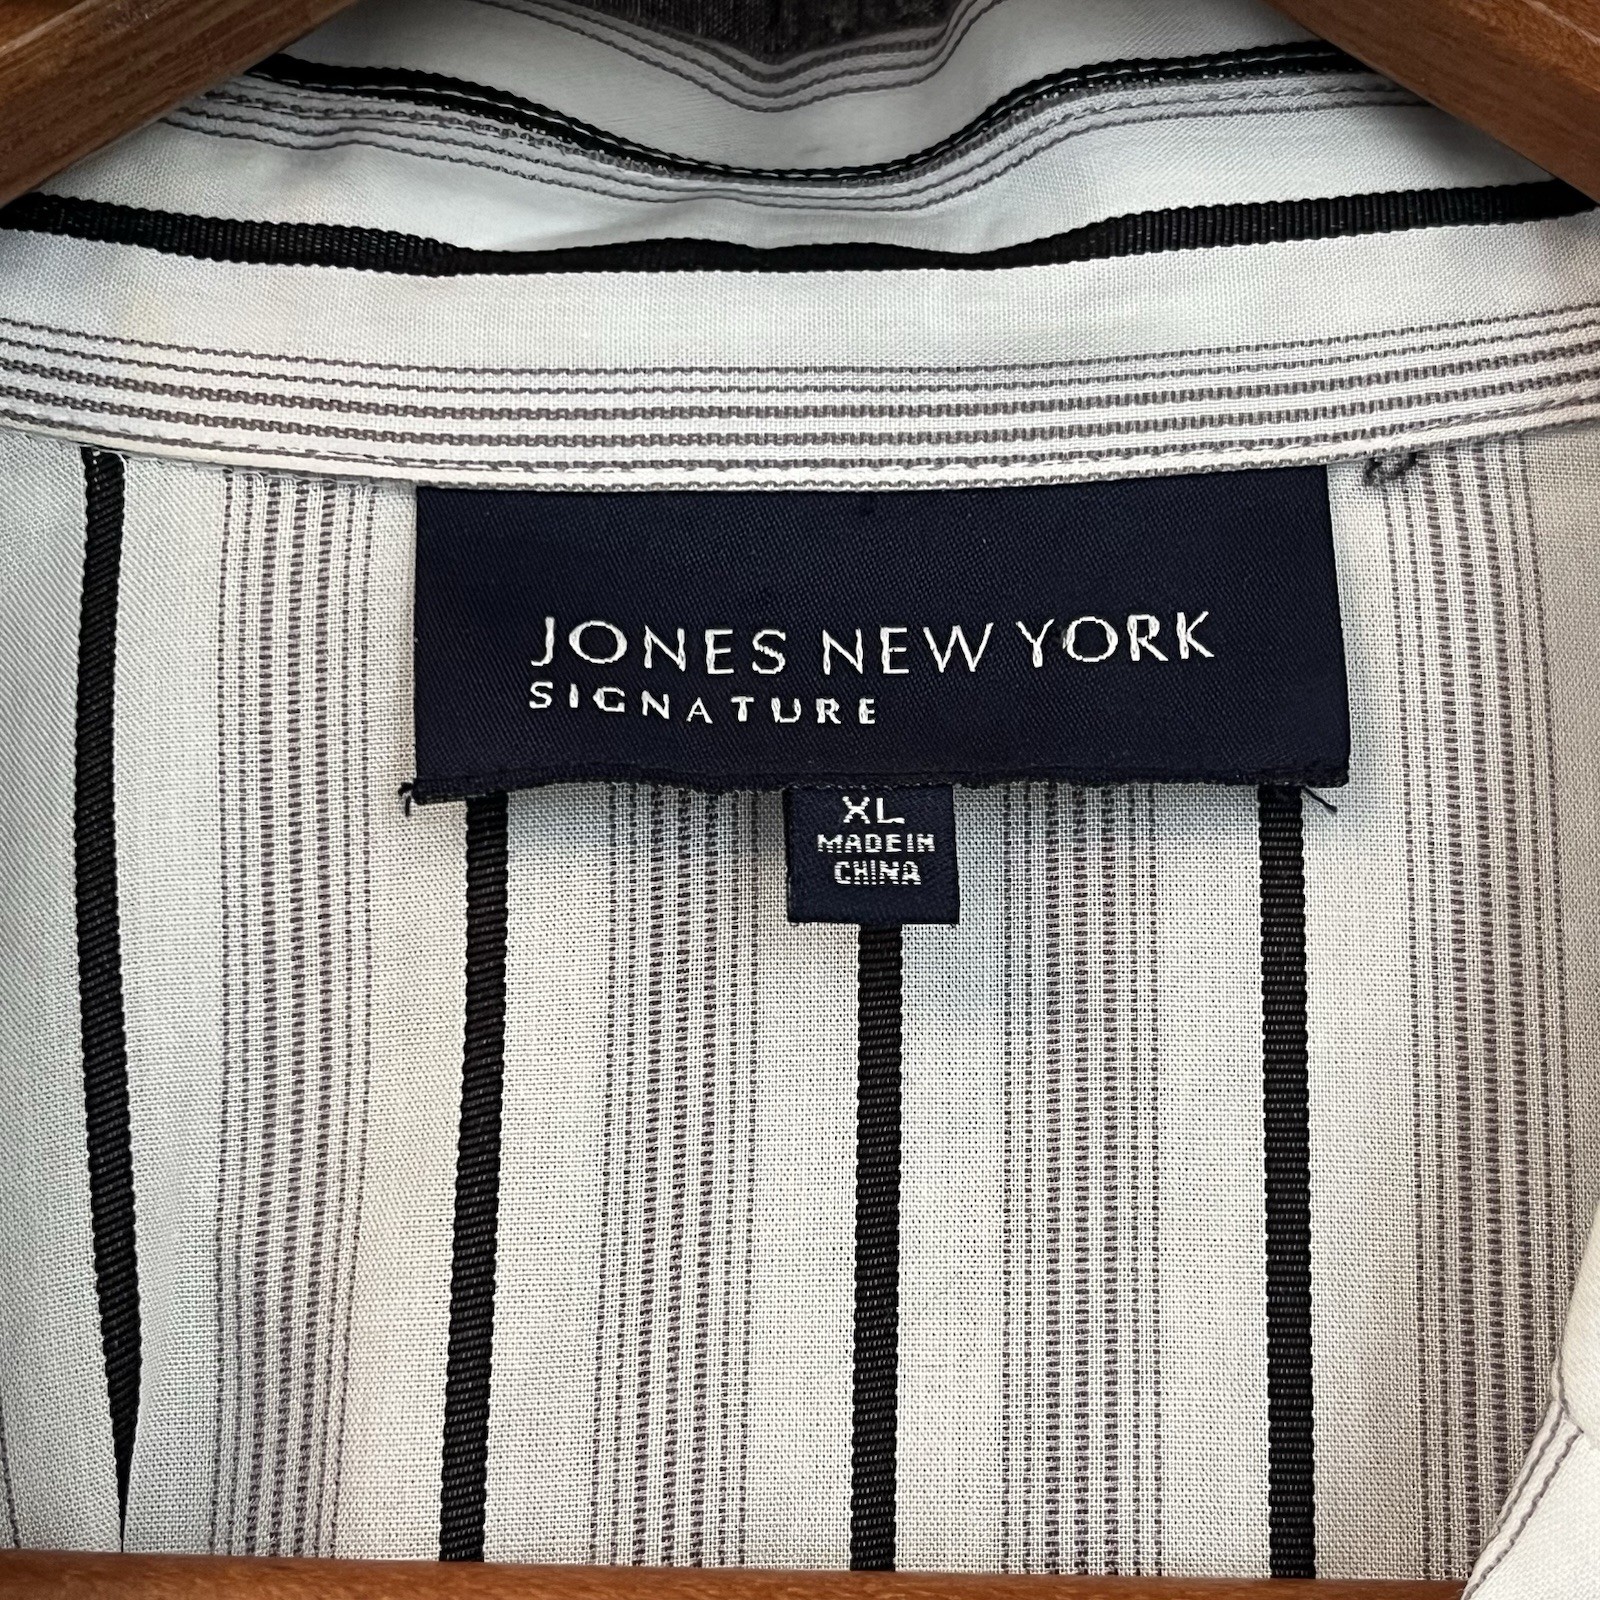 JONES NEW YORK
SIGNATURE
XL
MADE IN
CHINA